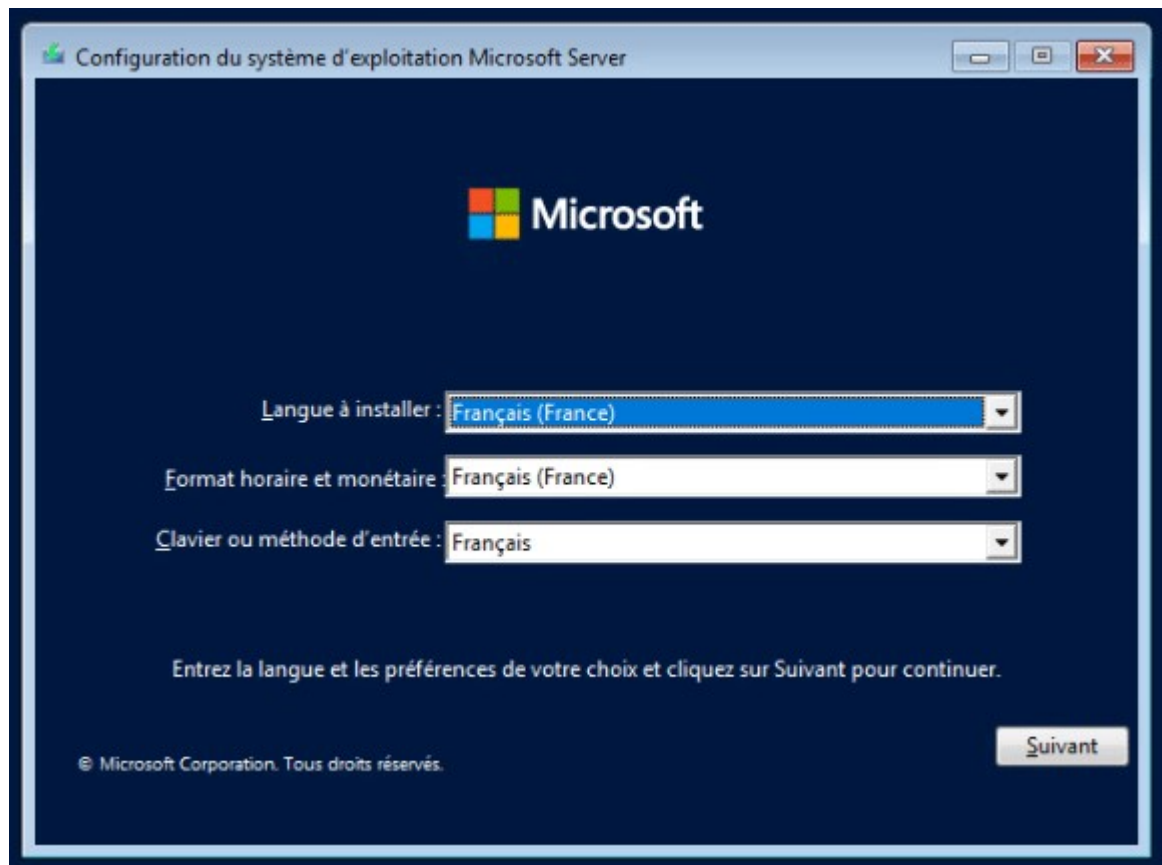 Configuration du système d'exploitation Microsoft Server
Microsoft
Langue à installer : Français (France)
Format horaire et monétaire : Français (France)
Clavier ou méthode d'entrée : Français
Entrez la langue et les préférences de votre choix et cliquez sur Suivant pour continuer.
Suivant
© Microsoft Corporation. Tous droits réservés.